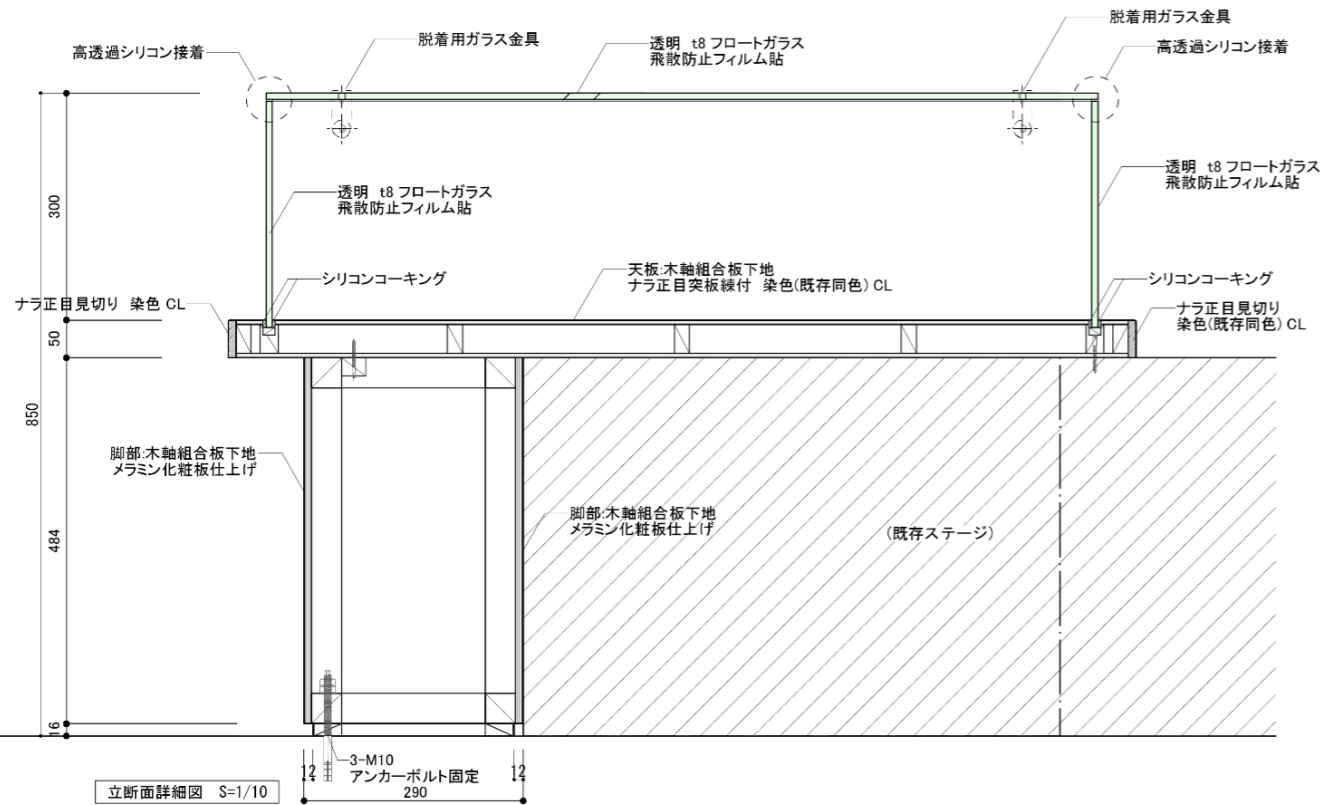 脱着用ガラス金具
脱着用ガラス金具
高透過シリコン接着
透明 t8 フロートガラス
飛散防止フィルム貼
高透過シリコン接着
透明 t8 フロートガラス
飛散防止フィルム貼
透明 t8 フロートガラス
飛散防止フィルム貼
300
シリコンコーキング
天板:木軸組合板下地
ナラ正目突板練付 染色(既存同色) CL
シリコンコーキング
ナラ正目見切り 染色 CL
ナラ正目見切り
染色(既存同色) CL
50
850
脚部:木軸組合板下地
メラミン化粧板仕上げ
484
脚部:木軸組合板下地
メラミン化粧板仕上げ
(既存ステージ)
16
12
3-M10
アンカーボルト固定
12
290
立断面詳細図 S=1/10